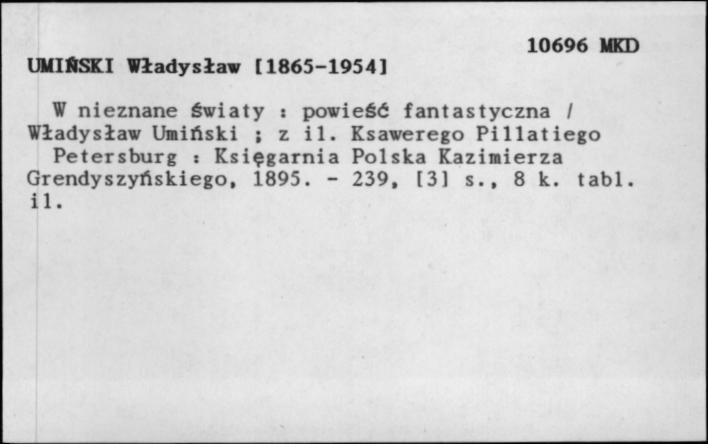 10696 MKD
UMIŃSKI Władysław [1865-1954]
W nieznane światy : powieść fantastyczna /
Władysław Umiński ; z il. Ksawerego Pillatiego
Petersburg : Księgarnia Polska Kazimierza
Grendyszyńskiego, 1895. - 239, [3] s., 8 k. tabl.
il.